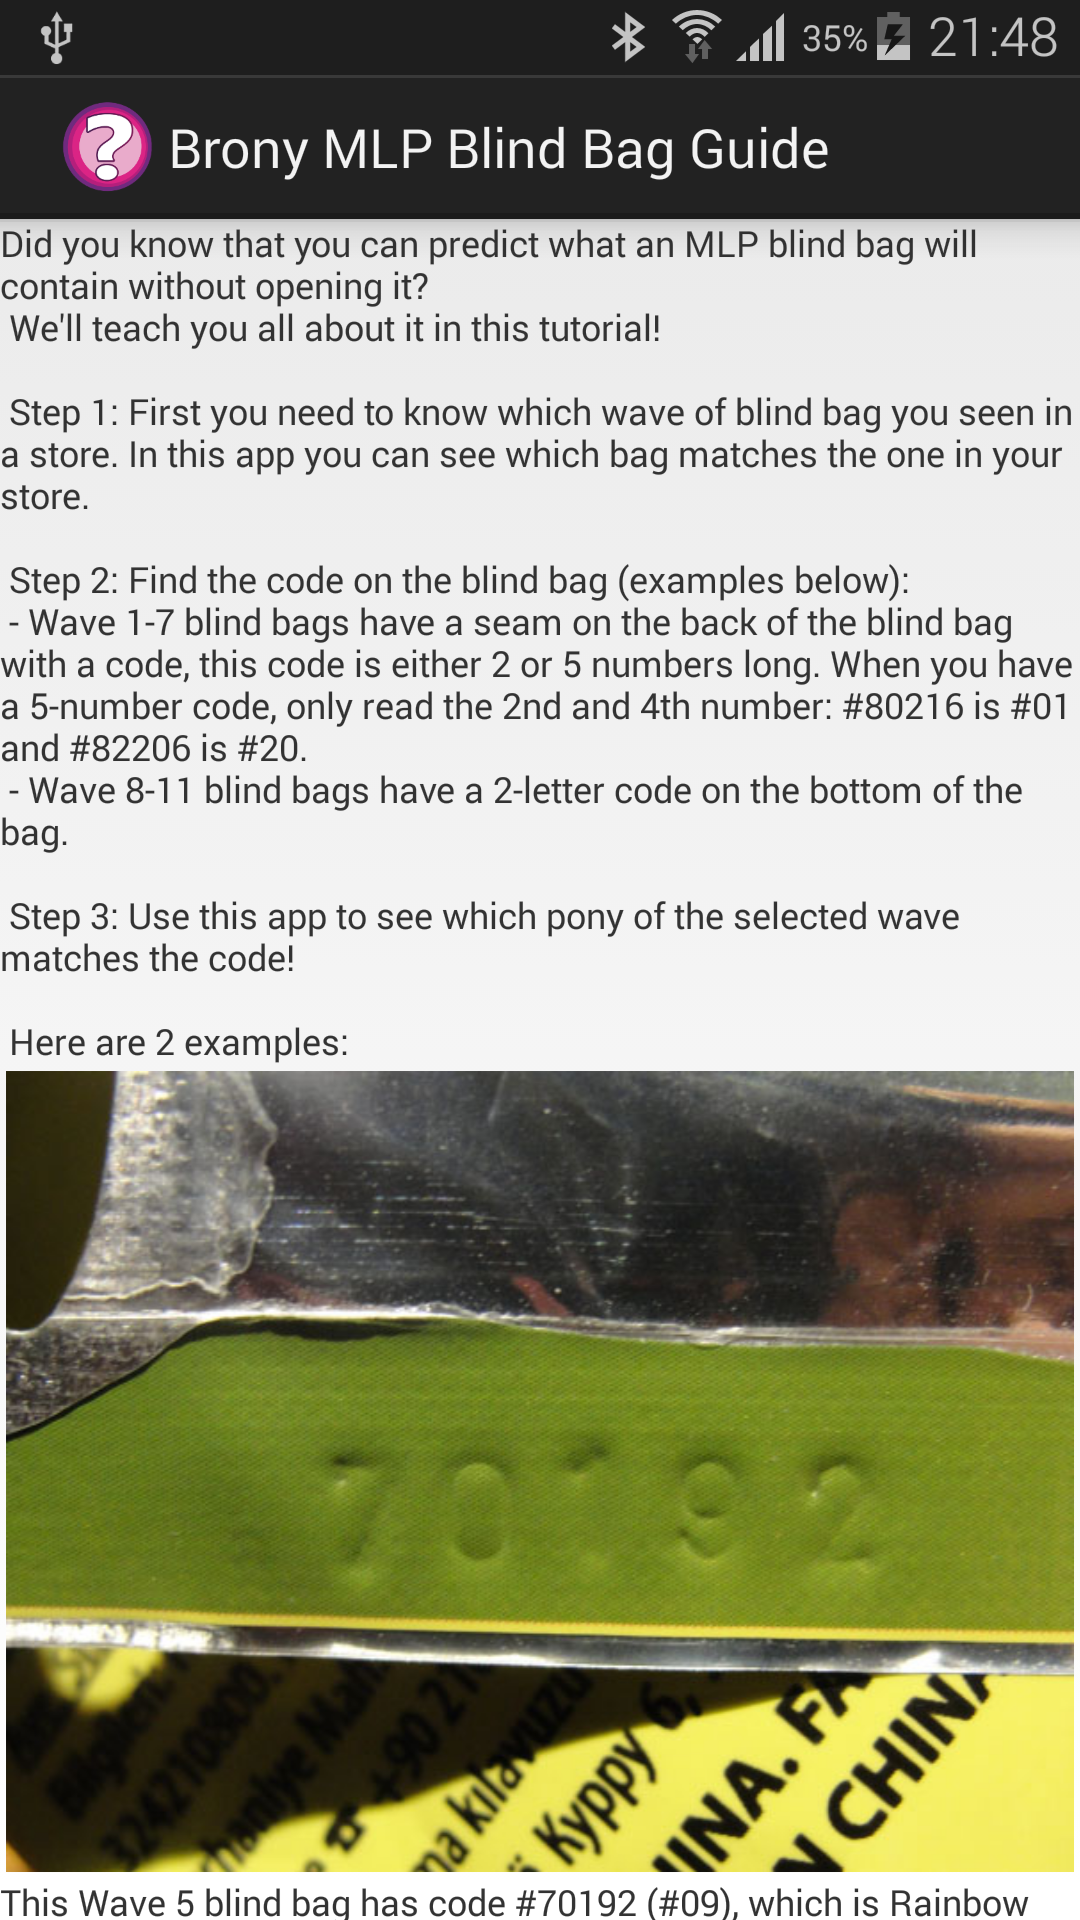 35% 21:48
? Brony MLP Blind Bag Guide
Did you know that you can predict what an MLP blind bag will
contain without opening it?
We'll teach you all about it in this tutorial!
Step 1: First you need to know which wave of blind bag you seen in
a store. In this app you can see which bag matches the one in your
store.
Step 2: Find the code on the blind bag (examples below):
- Wave 1-7 blind bags have a seam on the back of the blind bag
with a code, this code is either 2 or 5 numbers long. When you have
a 5-number code, only read the 2nd and 4th number: #80216 is #01
and #82206 is #20.
- Wave 8-11 blind bags have a 2-letter code on the bottom of the
bag.
Step 3: Use this app to see which pony of the selected wave
matches the code!
Here are 2 examples:
70192
324210800.
+90 21
kılavuzu
Kyppy 6,
INA. FA
N CHINA
This Wave 5 blind bag has code #70192 (#09), which is Rainbow